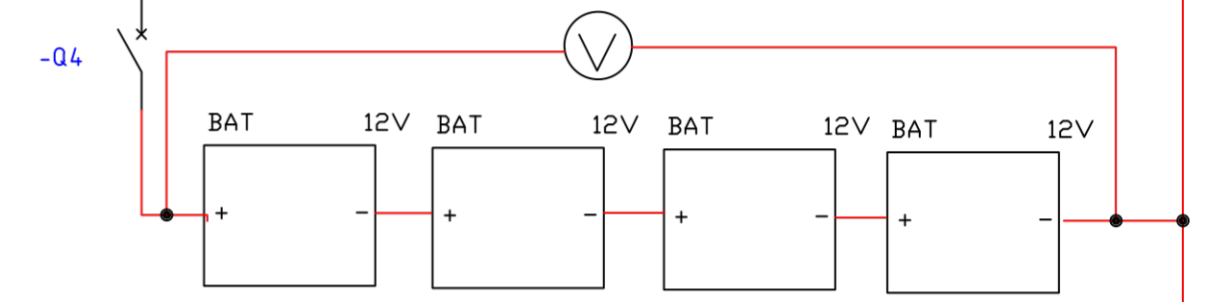 -Q4
V
BAT 12V BAT 12V BAT 12V BAT 12V
+ - + - + - + -